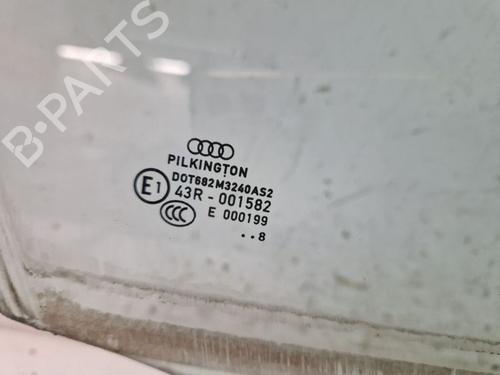 B-PARTS
PILKINGTON
DOT682M3240AS2
E1 43R - 001582
CCC E 000199
..8